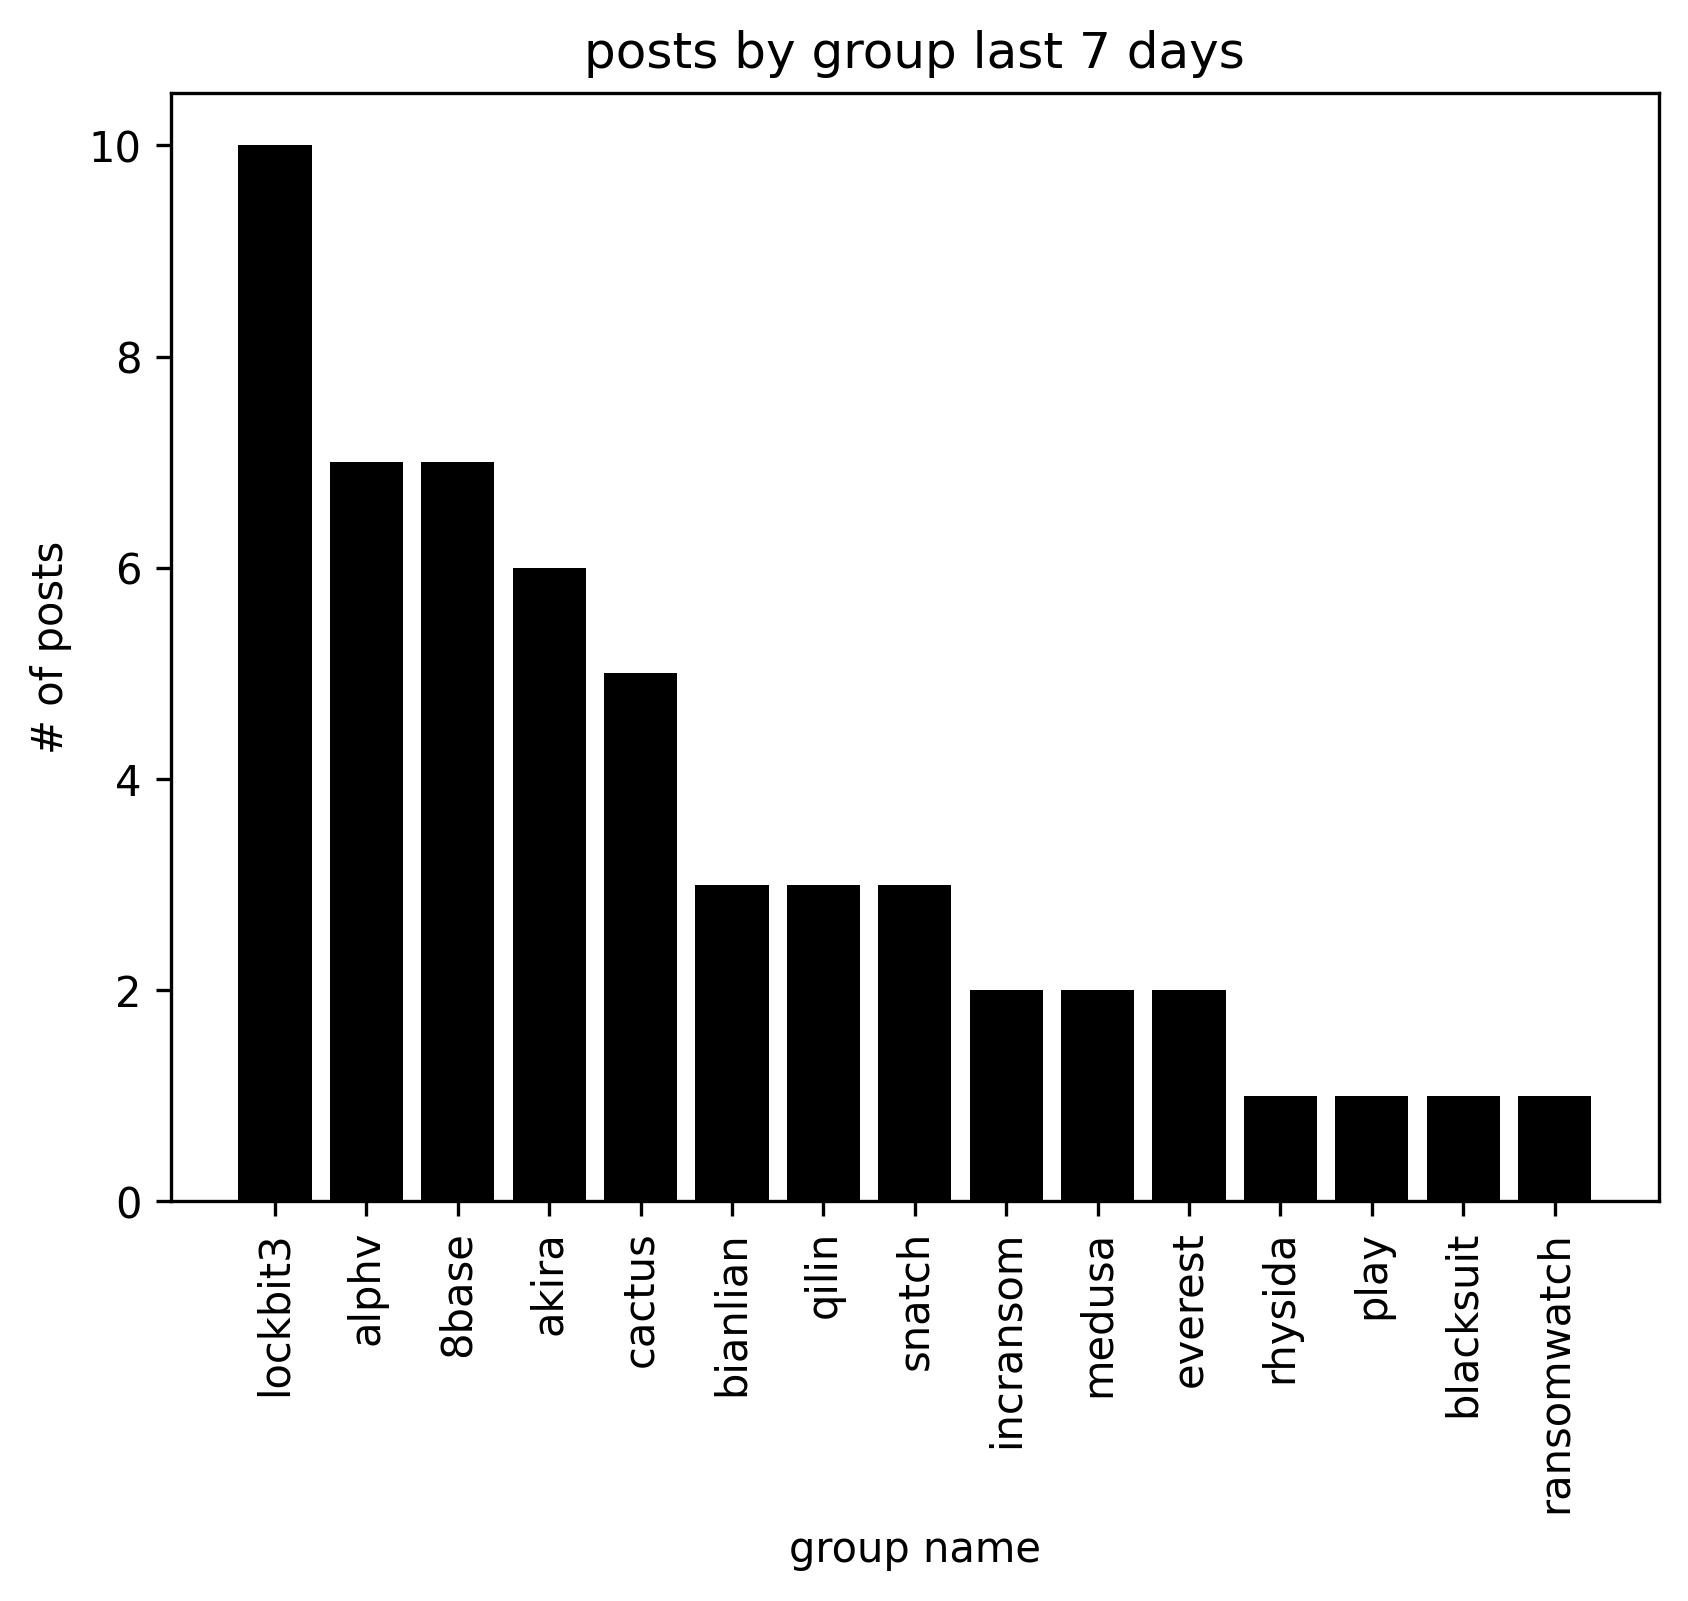 posts by group last 7 days
# of posts
10
8
6
4
2
0
lockbit3
alphv
8base
akira
cactus
bianlian
qilin
snatch
incransom
medusa
everest
rhysida
play
blacksuit
ransomwatch
group name